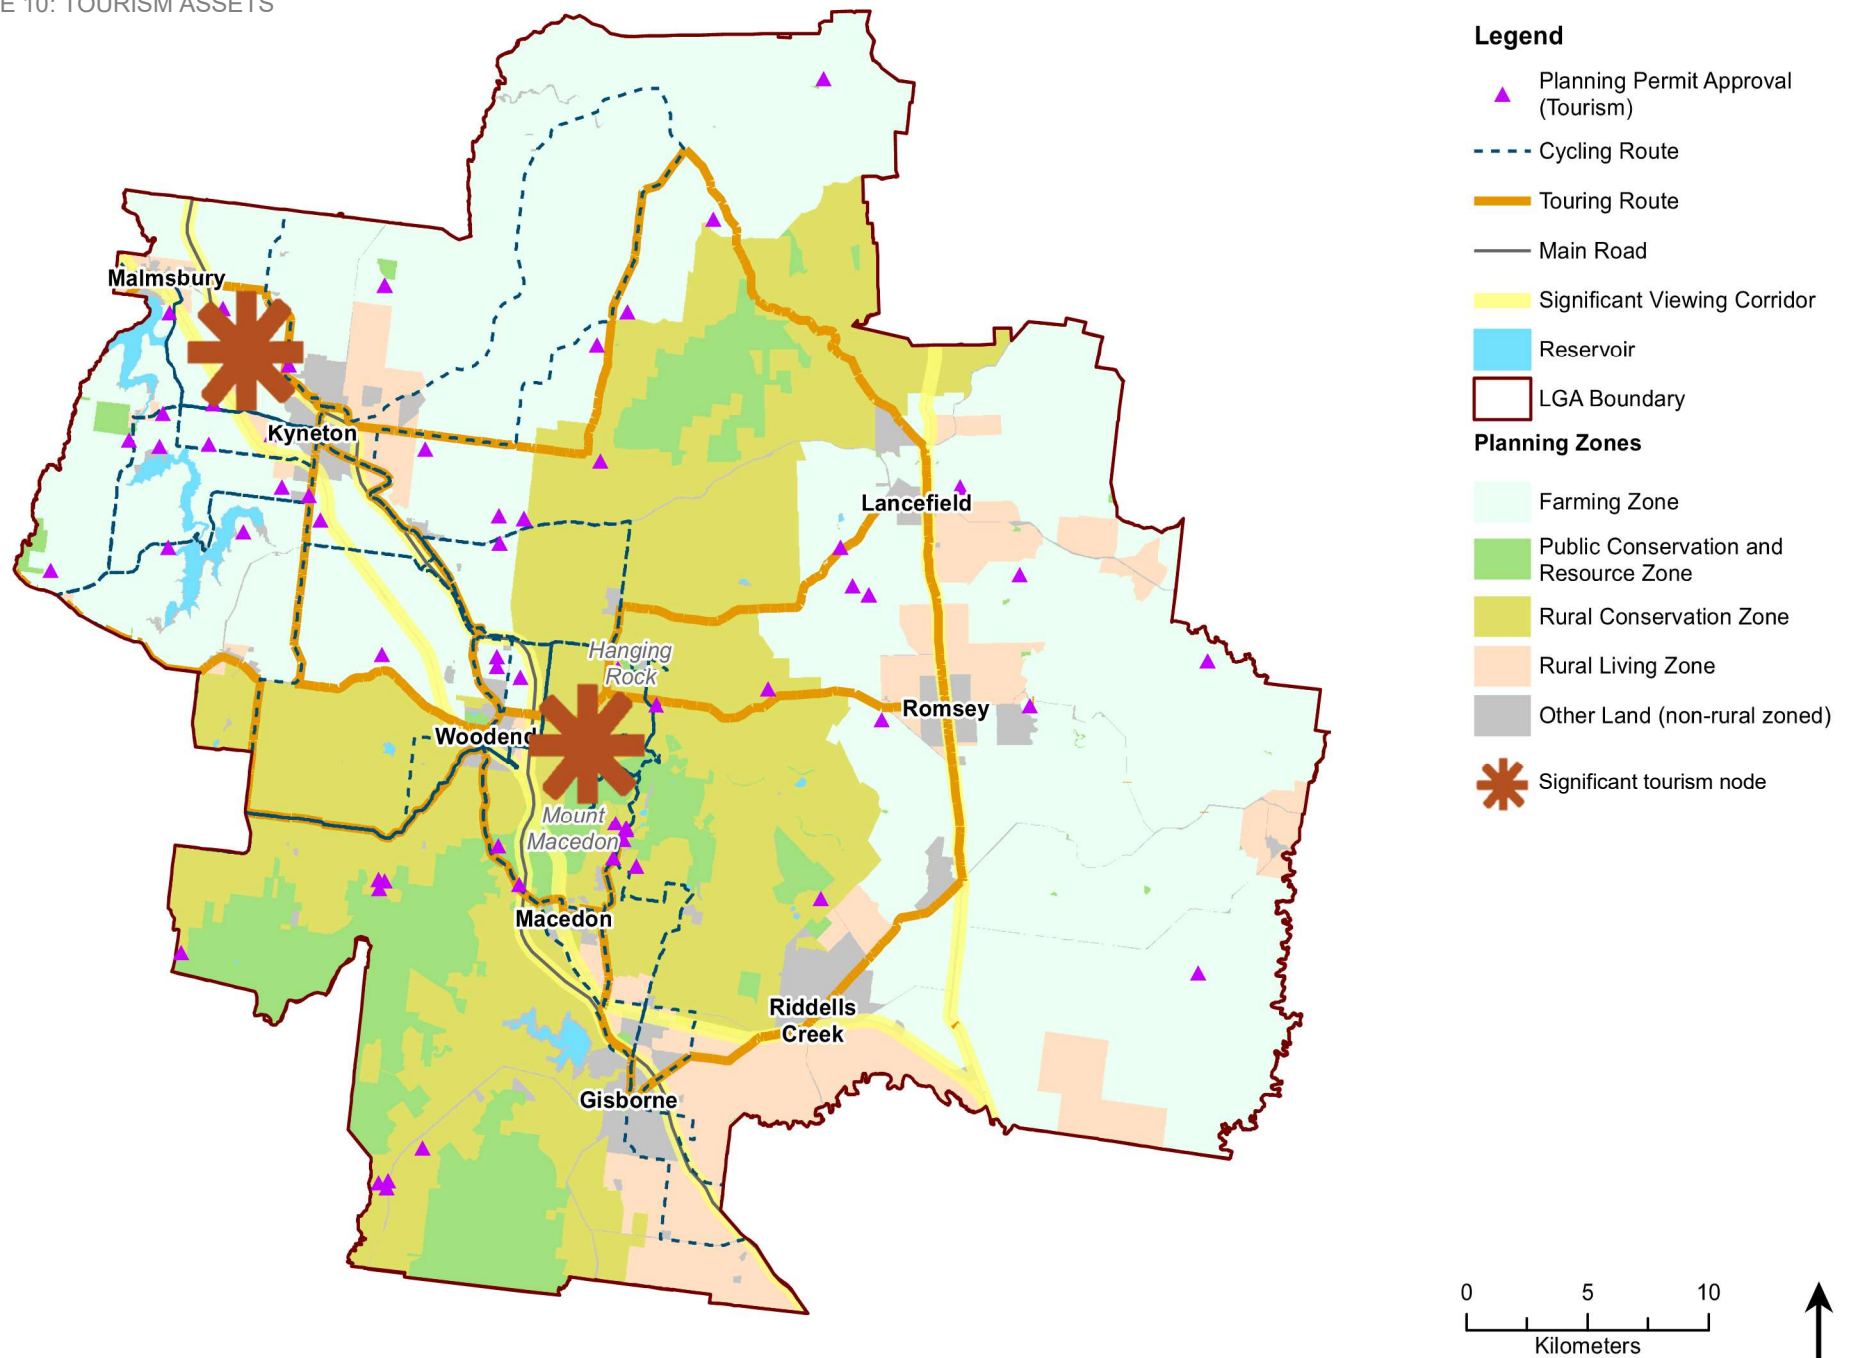 E 10: TOURISM ASSETS
Malmsbury
Kyneton
Lancefield
Hanging
Rock
Romsey
Woodend
Mount
Macedon
Macedon
Riddells
Creek
Gisborne
Legend
Planning Permit Approval
(Tourism)
Cycling Route
Touring Route
Main Road
Significant Viewing Corridor
Reservoir
LGA Boundary
Planning Zones
Farming Zone
Public Conservation and
Resource Zone
Rural Conservation Zone
Rural Living Zone
Other Land (non-rural zoned)
Significant tourism node
0 5 10
Kilometers